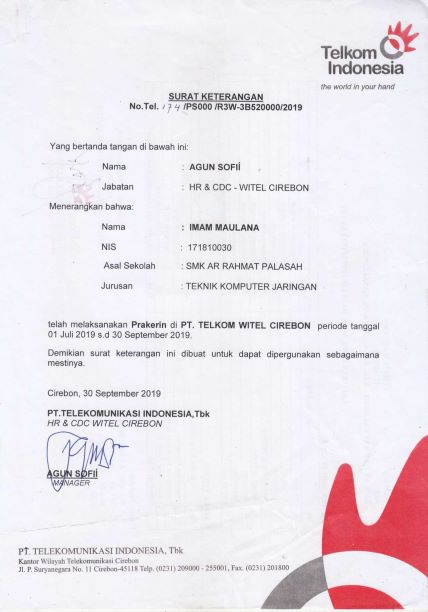 Telkom
Indonesia
the world in your hand
SURAT KETERANGAN
No.Tel. /PS000 /R3W-3B520000/2019
Yang bertanda tangan di bawah ini:
Nama : AGUN SOFII
Jabatan : HR & CDC - WITEL CIREBON
Menerangkan bahwa:
Nama : IMAM MAULANA
NIS : 171810030
Asal Sekolah : SMK AR RAHMAT PALASAH
Jurusan : TEKNIK KOMPUTER JARINGAN
telah melaksanakan Prakerin di PT. TELKOM WITEL CIREBON periode tanggal
01 Juli 2019 s.d 30 September 2019.
Demikian surat keterangan ini dibuat untuk dapat dipergunakan sebagaimana
mestinya.
Cirebon, 30 September 2019
PT.TELEKOMUNIKASI INDONESIA,Tbk
HR & CDC WITEL CIREBON
AGUN SOFII
MANAGER
PT. TELEKOMUNIKASI INDONESIA, Tbk
Kantor Wilayah Telekomunikasi Cirebon
Jl. P. Suryanegara No. 11 Cirebon-45118 Telp. (0231) 209000 - 255001, Fax. (0231) 201800